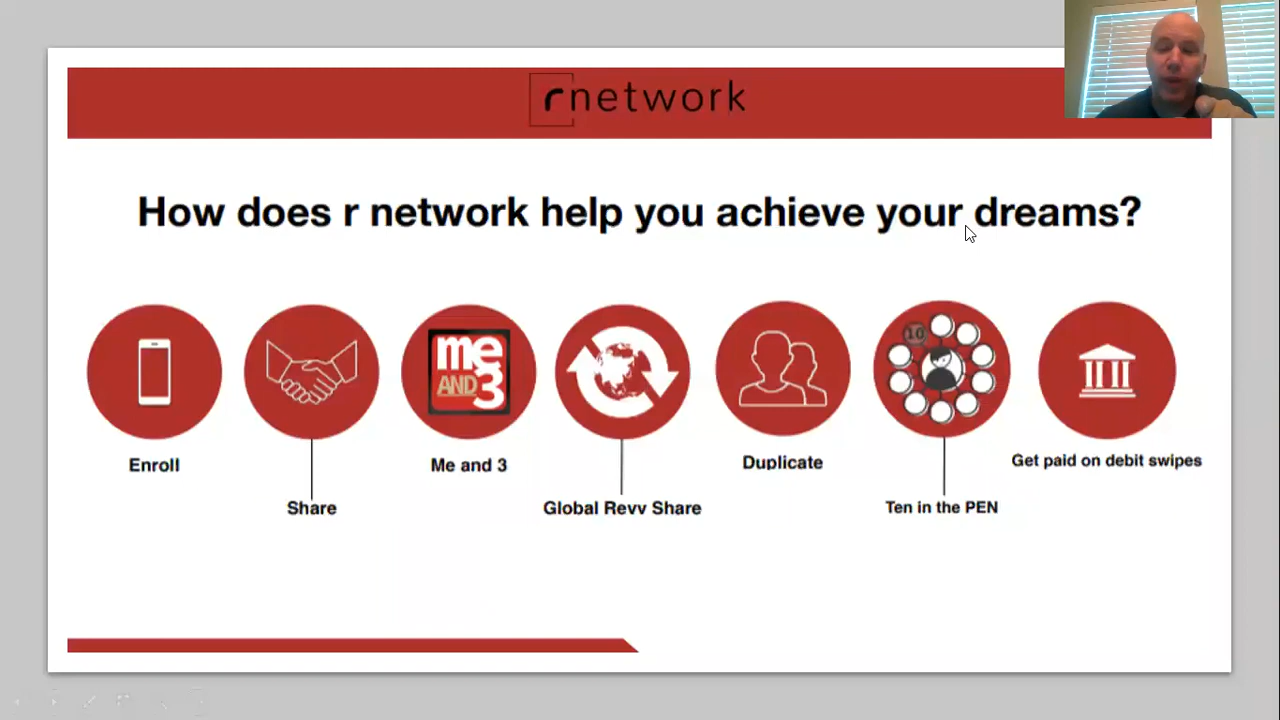 rnetwork
How does r network help you achieve your dreams?
me
AND 3
10
Enroll
Share
Me and 3
Global Revv Share
Duplicate
Ten in the PEN
Get paid on debit swipes